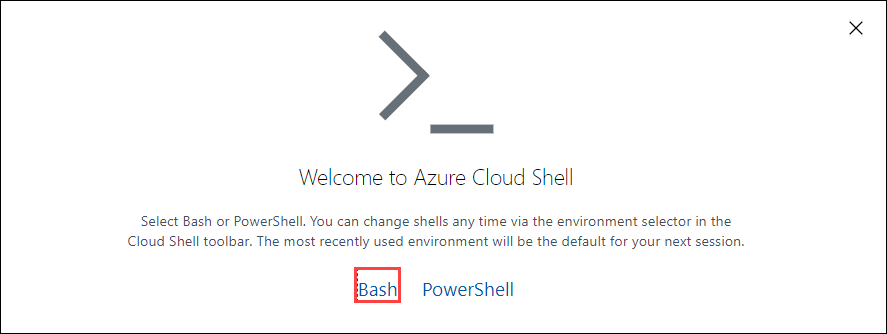 Welcome to Azure Cloud Shell
Select Bash or PowerShell. You can change shells any time via the environment selector in the
Cloud Shell toolbar. The most recently used environment will be the default for your next session.
Bash PowerShell